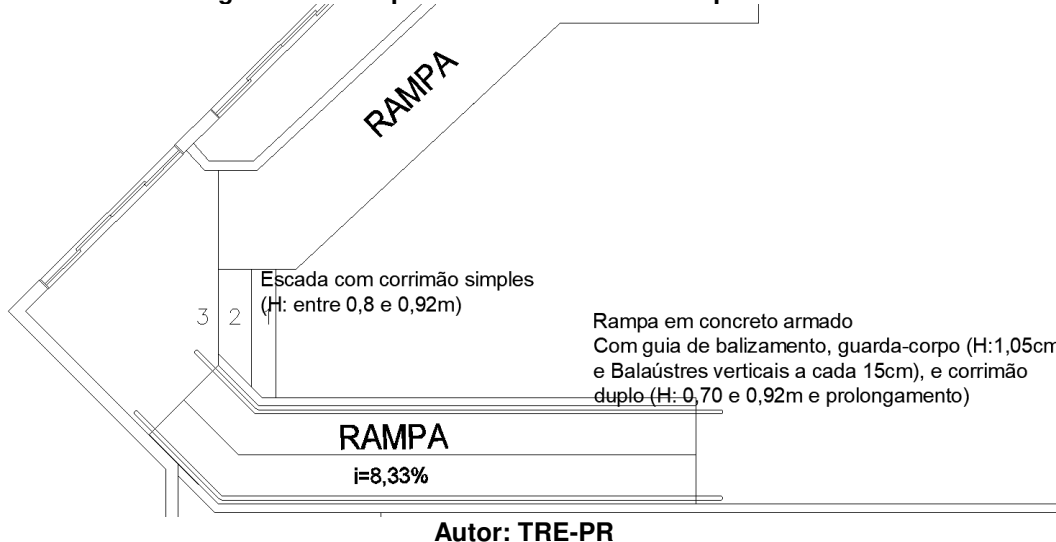 RAMPA
Escada com corrimão simples
(H: entre 0,8 e 0,92m)
3 2 1
Rampa em concreto armado
Com guia de balizamento, guarda-corpo (H:1,05cm
e Balaústres verticais a cada 15cm), e corrimão
duplo (H: 0,70 e 0,92m e prolongamento)
RAMPA
i=8,33%
Autor: TRE-PR